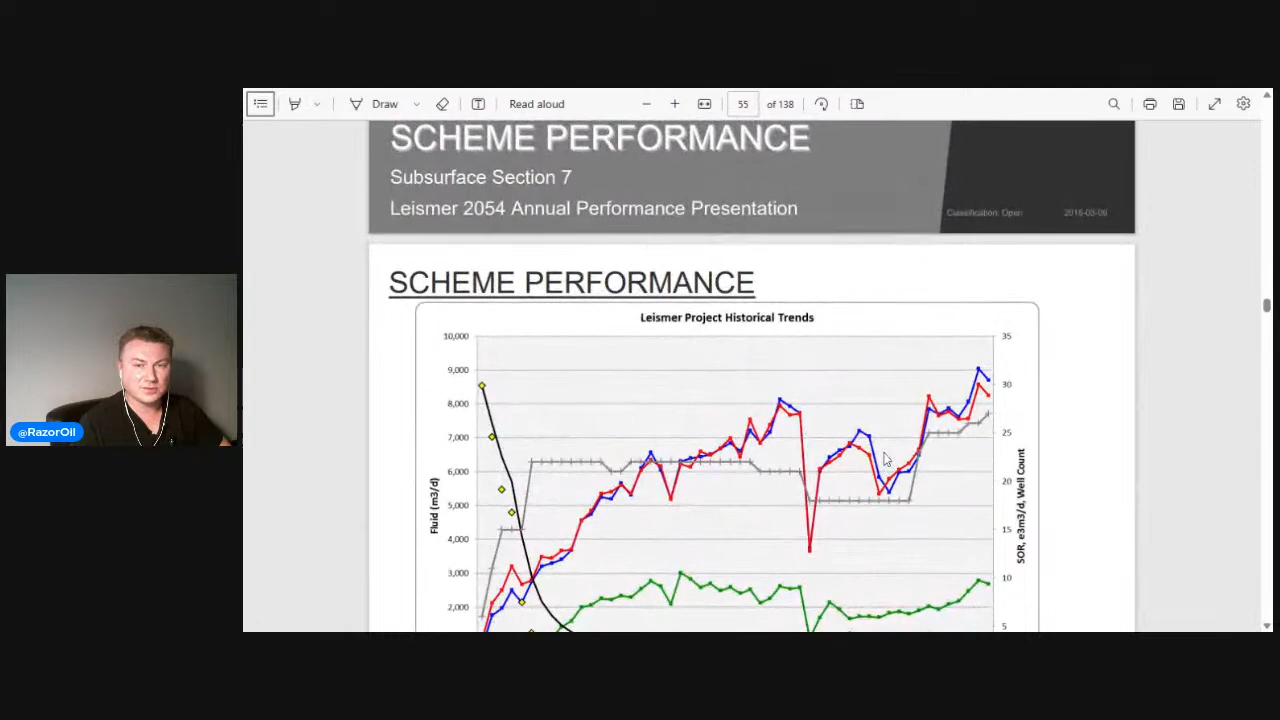 Draw
Read aloud
55 of 138
SCHEME PERFORMANCE
Subsurface Section 7
Leismer 2054 Annual Performance Presentation
Classification: Open 2016-03-09
SCHEME PERFORMANCE
Leismer Project Historical Trends
10,000
9,000
8,000
7,000
6,000
5,000
4,000
3,000
2,000
Fluid (m3/d)
35
30
25
20
15
10
5
SOR, e3m3/d, Well Count
@RazorOil